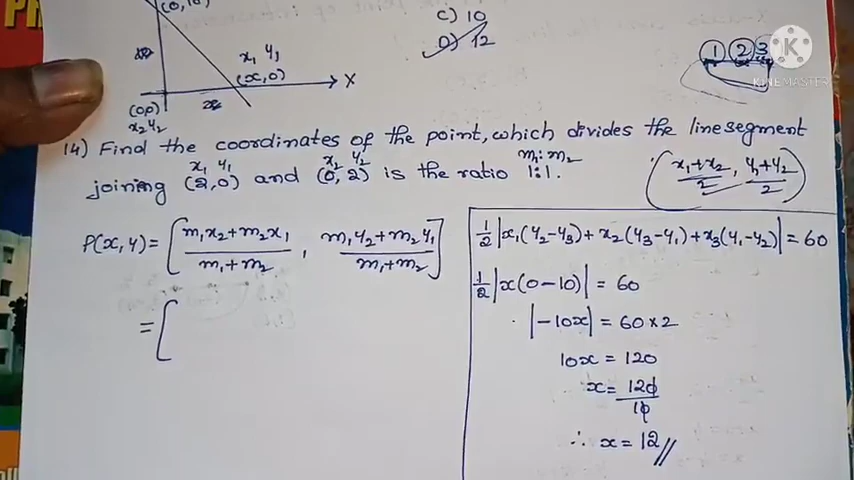 (0,10)
C) 10
D) 12
x₁ y₁
(x,0)
X
(0,0)
x₂ y₂
1 2 3
KINEMASTER
14) Find the coordinates of the point, which divides the line segment
x₁ y₁ x₂ y₂ m₁:m₂
joining (2,0) and (0,2) is the ratio 1:1.
(x₁+x₂/2, y₁+y₂/2)
P(x,y) = [m₁x₂+m₂x₁/m₁+m₂, m₁y₂+m₂y₁/m₁+m₂]
= [
1/2 |x₁(y₂-y₃)+x₂(y₃-y₁)+x₃(y₁-y₂)| = 60
1/2 |x(0-10)| = 60
|-10x| = 60×2
10x = 120
x = 120/10
∴ x = 12//